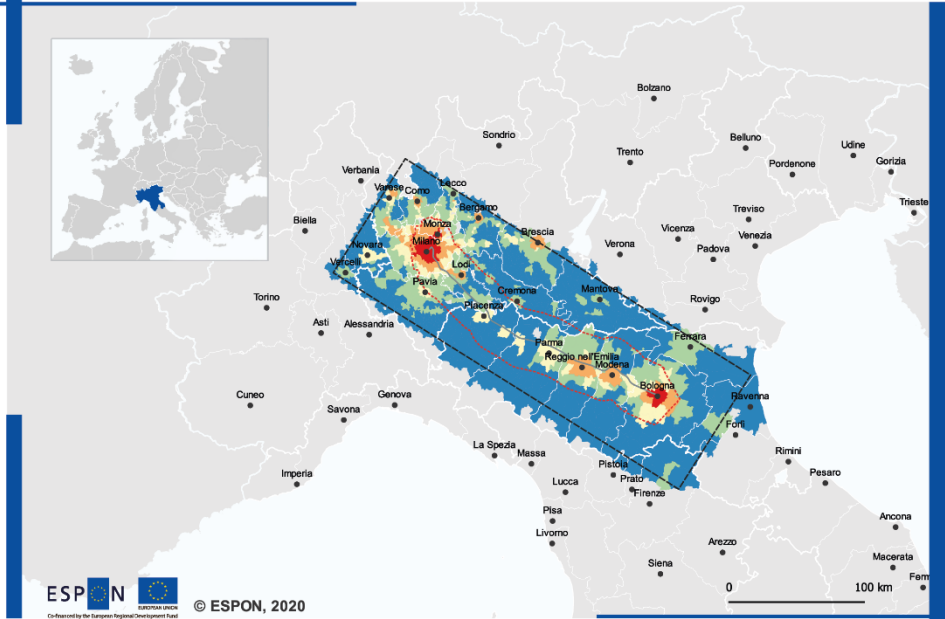 Bolzano
Sondrio
Belluno
Udine
Trento
Pordenone
Gorizia
Verbania
Varese
Como
Lecco
Treviso
Trieste
Biella
Bergamo
Monza
Milano
Brescia
Vicenza
Venezia
Verona
Padova
Novara
Vercelli
Lodi
Pavia
Cremona
Mantova
Torino
Piacenza
Rovigo
Asti
Alessandria
Ferrara
Parma
Reggio nell'Emilia
Modena
Bologna
Cuneo
Genova
Savona
Ravenna
Forlì
La Spezia
Massa
Rimini
Pistoia
Pesaro
Imperia
Lucca
Prato
Firenze
Pisa
Livorno
Ancona
Arezzo
Siena
Macerata
Ferm
0
100 km
ESPON
EUROPEAN UNION
Co-financed by the European Regional Development Fund
© ESPON, 2020